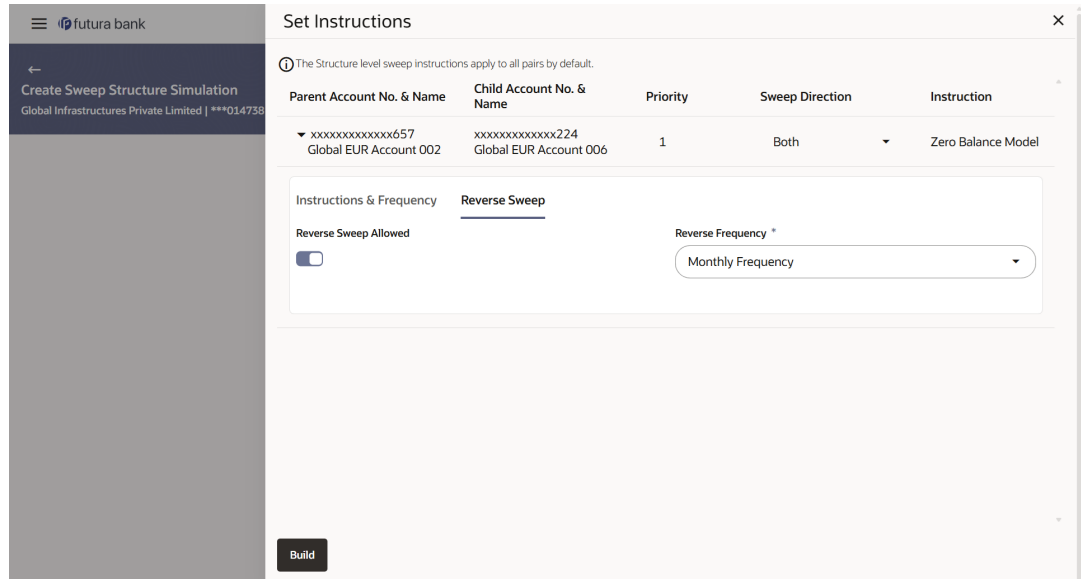 futura bank
Create Sweep Structure Simulation
Global Infrastructures Private Limited | ***014738
Set Instructions
The Structure level sweep instructions apply to all pairs by default.
Parent Account No. & Name
Child Account No. &
Name
Priority
Sweep Direction
Instruction
xxxxxxxxxxxxx657
Global EUR Account 002
xxxxxxxxxxxxx224
Global EUR Account 006
1
Both
Zero Balance Model
Instructions & Frequency
Reverse Sweep
Reverse Sweep Allowed
Reverse Frequency *
Monthly Frequency
Build